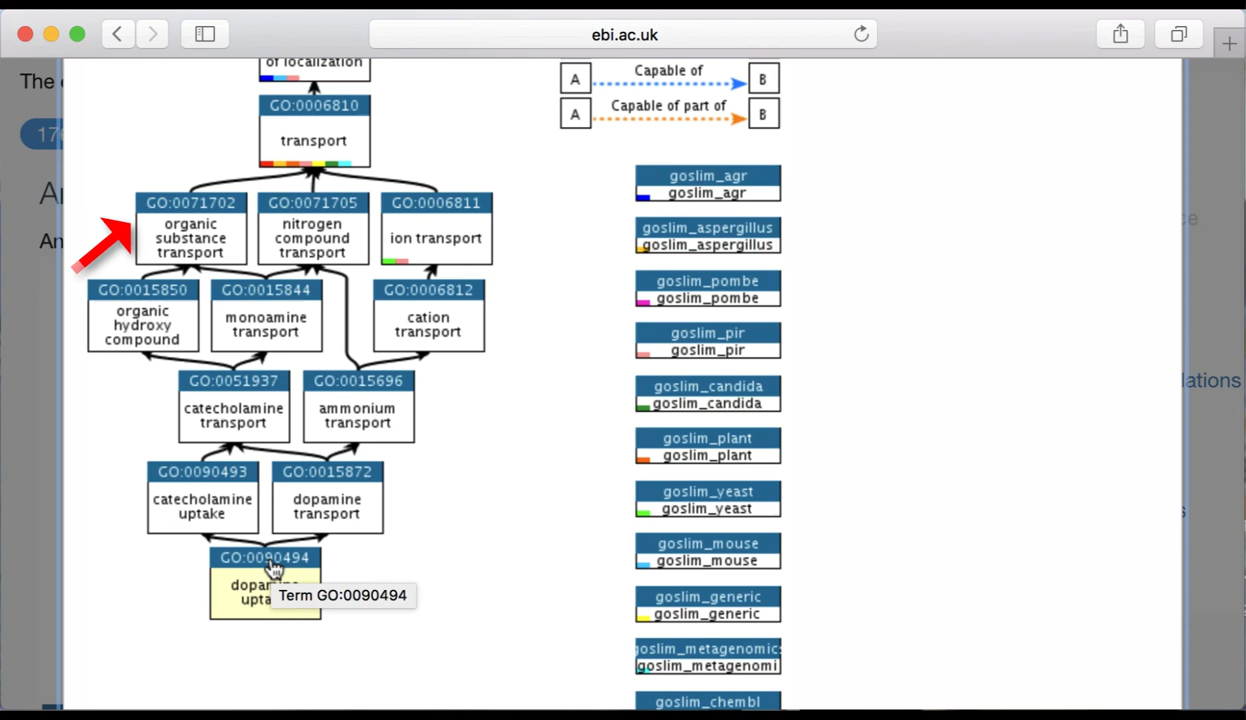 ebi.ac.uk
The
176
of localization
GO:0006810
transport
GO:0071702
organic
substance
transport
GO:0071705
nitrogen
compound
transport
GO:0006811
ion transport
GO:0015850
organic
hydroxy
compound
GO:0015844
monoamine
transport
GO:0006812
cation
transport
GO:0051937
catecholamine
transport
GO:0015696
ammonium
transport
GO:0090493
catecholamine
uptake
GO:0015872
dopamine
transport
GO:0090494
Term GO:0090494
A
Capable of
B
A
Capable of part of
B
goslim_agr
goslim_agr
goslim_aspergillus
goslim_aspergillus
goslim_pombe
goslim_pombe
goslim_pir
goslim_pir
goslim_candida
goslim_candida
goslim_plant
goslim_plant
goslim_yeast
goslim_yeast
goslim_mouse
goslim_mouse
goslim_generic
goslim_generic
goslim_metagenomics
goslim_metagenomi
goslim_chembl